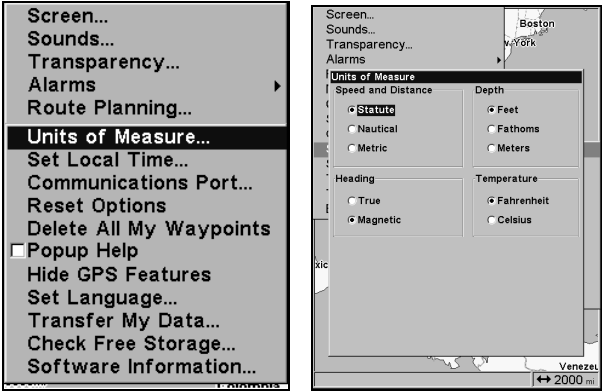 Screen...
Sounds...
Transparency...
Alarms
Route Planning...
Units of Measure...
Set Local Time...
Communications Port...
Reset Options
Delete All My Waypoints
Popup Help
Hide GPS Features
Set Language...
Transfer My Data...
Check Free Storage...
Software Information...
Screen...
Sounds...
Transparency...
Alarms
Boston
York
Units of Measure
Speed and Distance
Statute
Nautical
Metric
Depth
Feet
Fathoms
Meters
Heading
True
Magnetic
Temperature
Fahrenheit
Celsius
xic
Venezuel
2000 mi